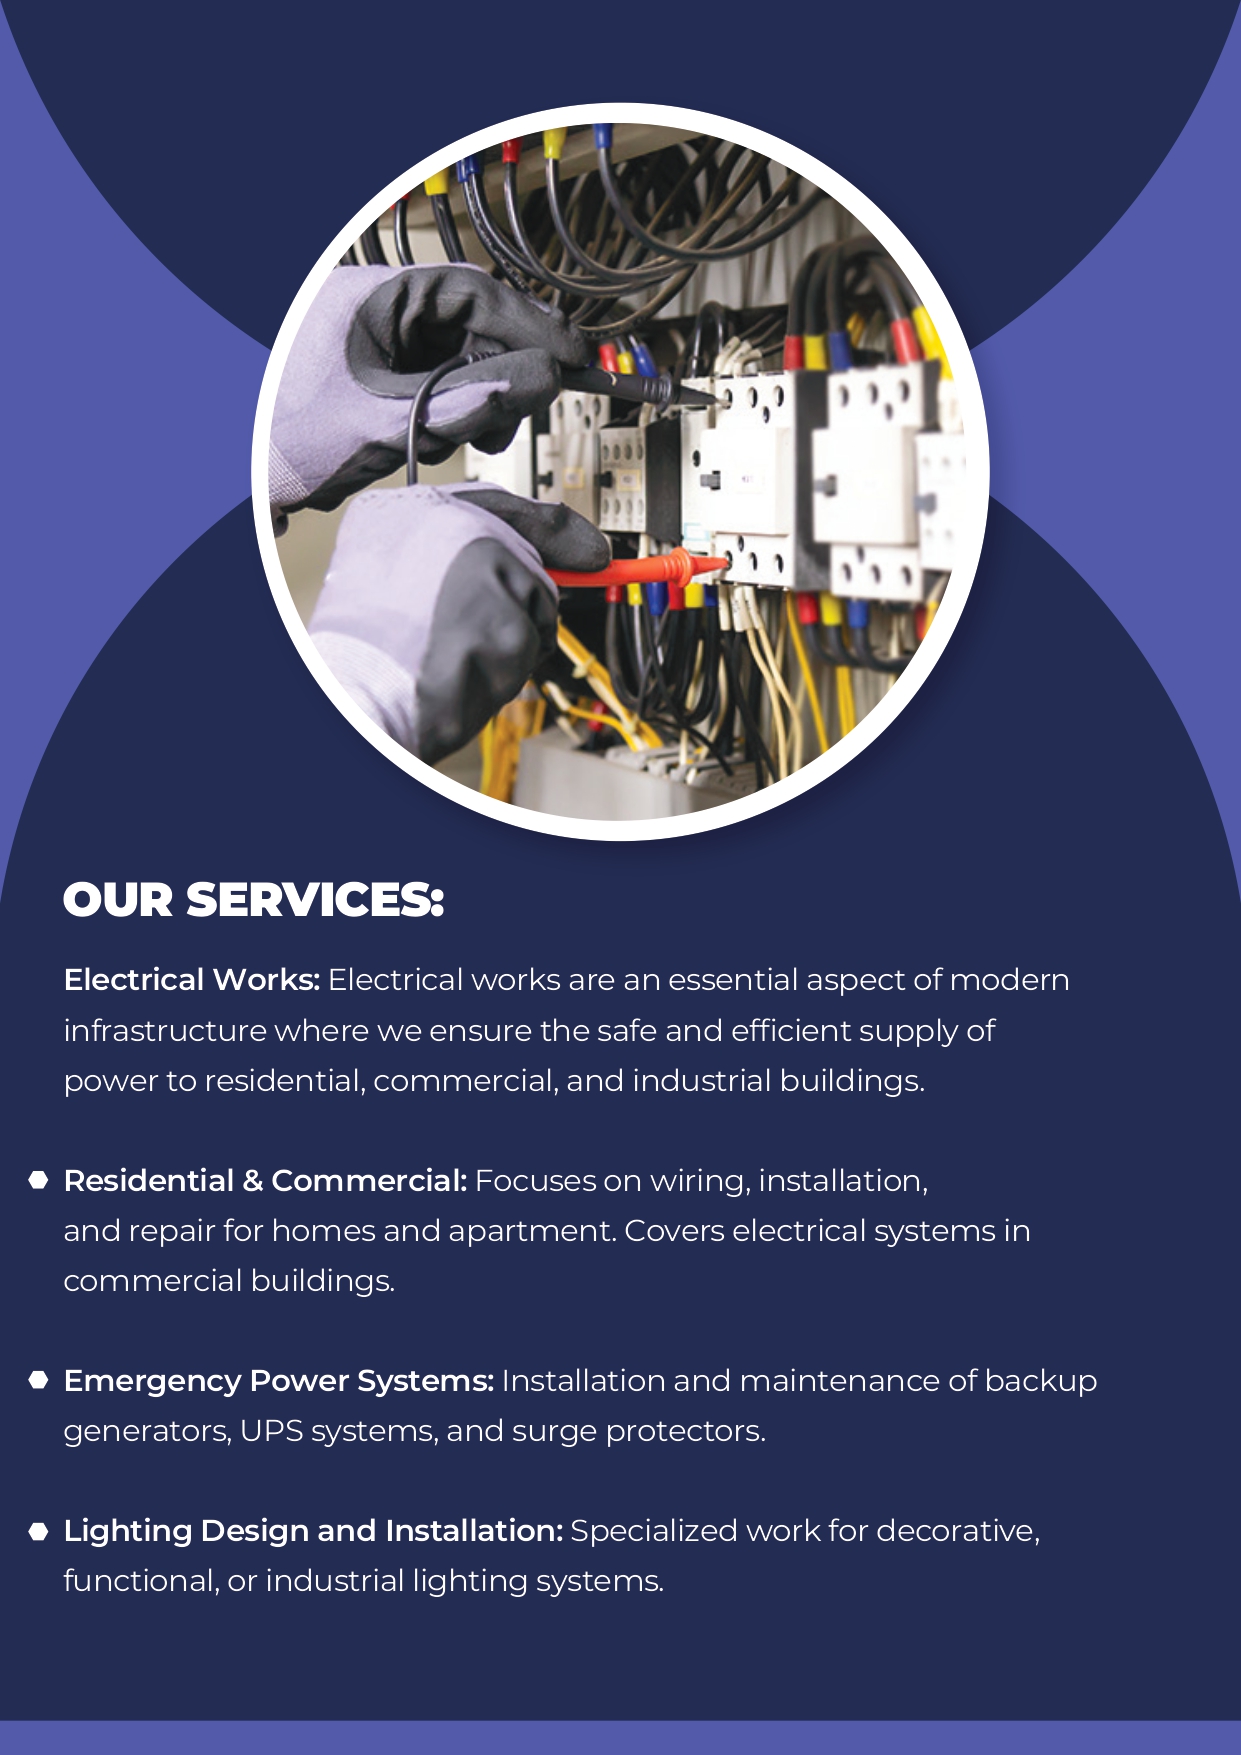 OUR SERVICES:
Electrical Works: Electrical works are an essential aspect of modern
infrastructure where we ensure the safe and efficient supply of
power to residential, commercial, and industrial buildings.
Residential & Commercial: Focuses on wiring, installation,
and repair for homes and apartment. Covers electrical systems in
commercial buildings.
Emergency Power Systems: Installation and maintenance of backup
generators, UPS systems, and surge protectors.
Lighting Design and Installation: Specialized work for decorative,
functional, or industrial lighting systems.